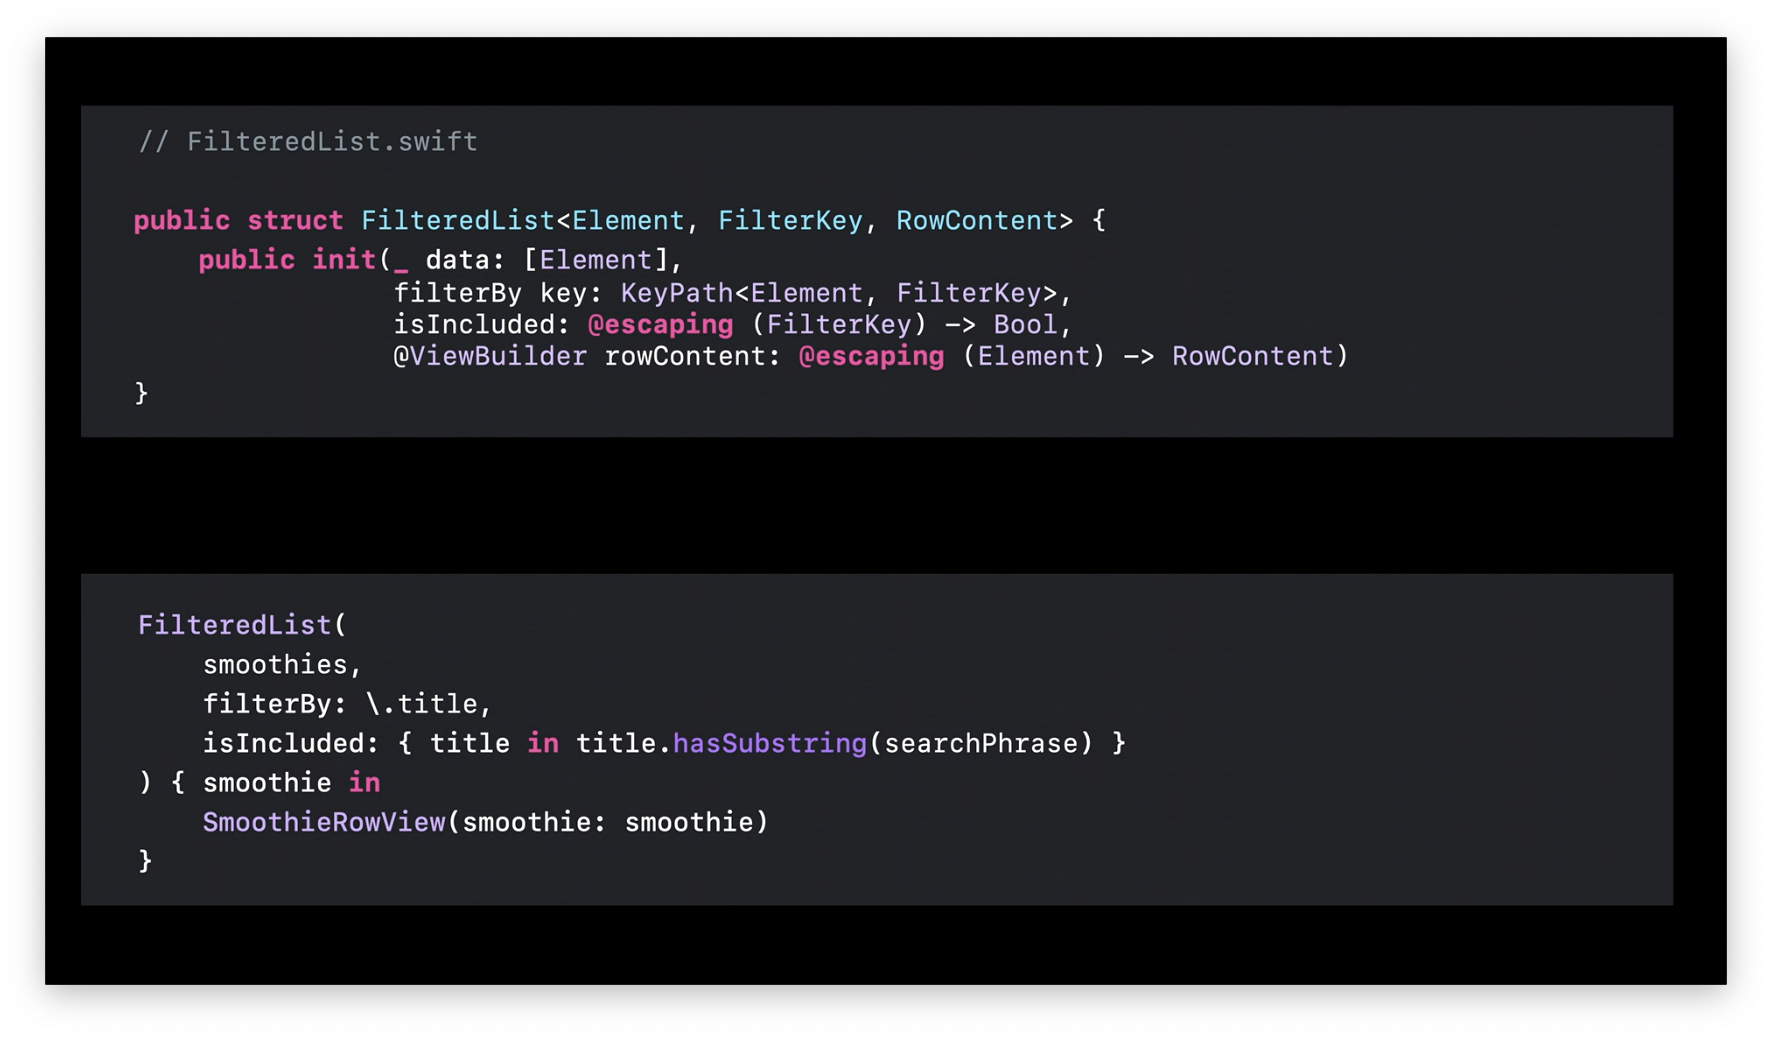 // FilteredList.swift
public struct FilteredList<Element, FilterKey, RowContent> {
    public init(_ data: [Element],
                filterBy key: KeyPath<Element, FilterKey>,
                isIncluded: @escaping (FilterKey) -> Bool,
                @ViewBuilder rowContent: @escaping (Element) -> RowContent)
}
FilteredList(
    smoothies,
    filterBy: \.title,
    isIncluded: { title in title.hasSubstring(searchPhrase) }
) { smoothie in
    SmoothieRowView(smoothie: smoothie)
}